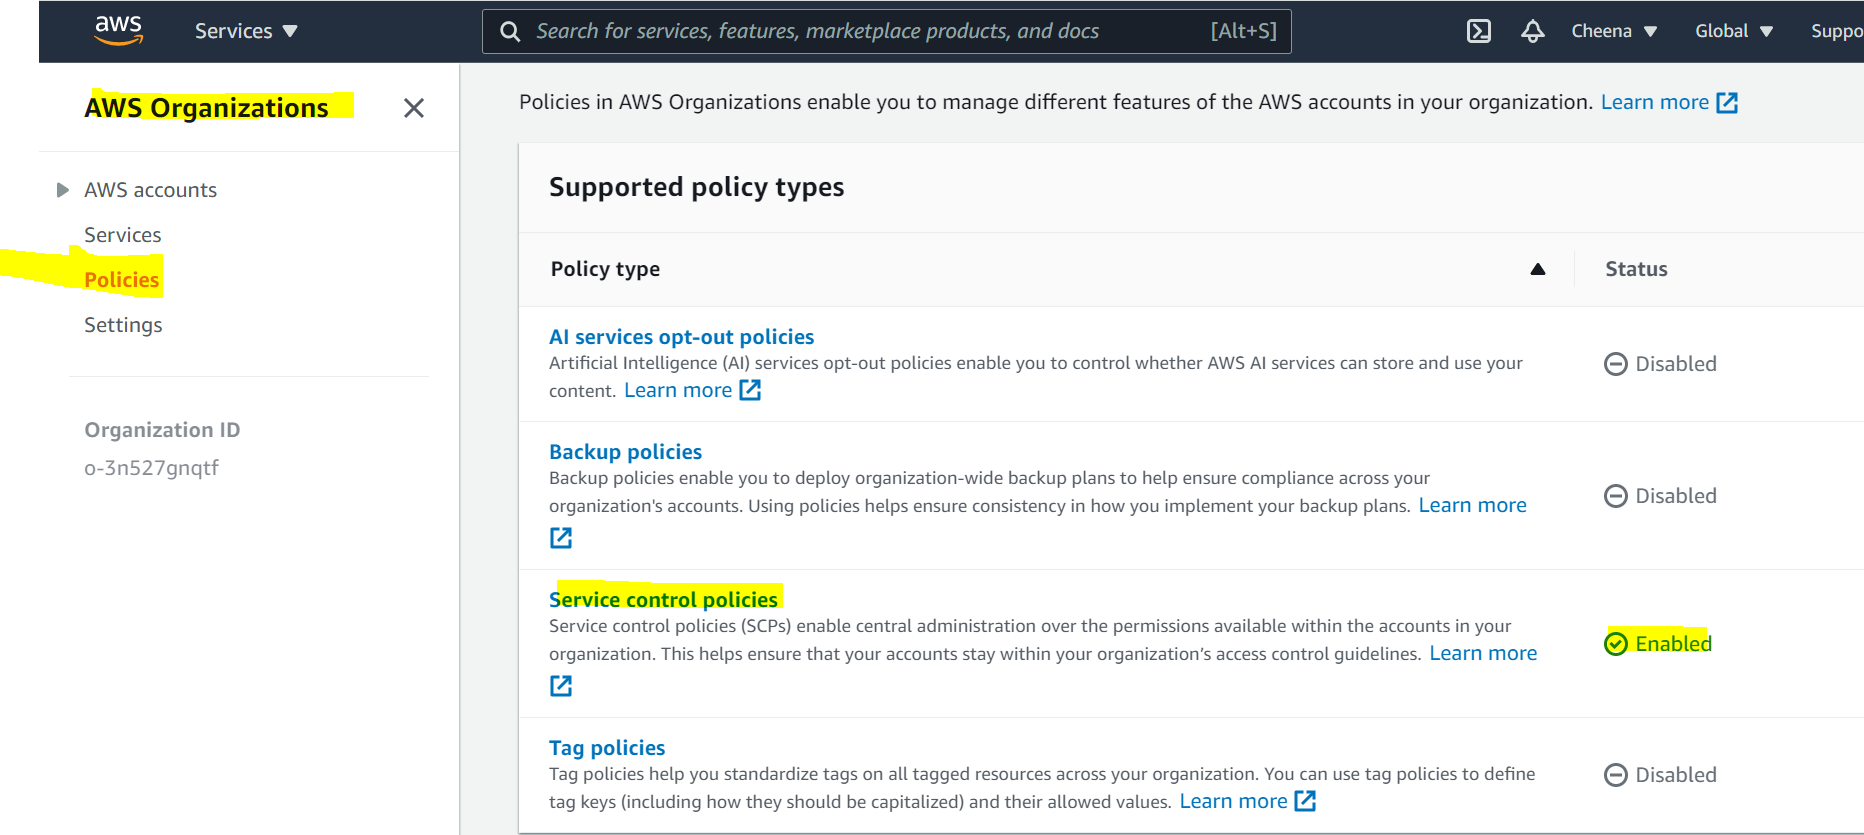 aws Services Search for services, features, marketplace products, and docs [Alt+S] Cheena Global Suppo
AWS Organizations
AWS accounts
Services
Policies
Settings
Organization ID
o-3n527gnqtf
Policies in AWS Organizations enable you to manage different features of the AWS accounts in your organization. Learn more
Supported policy types
Policy type Status
AI services opt-out policies
Artificial Intelligence (AI) services opt-out policies enable you to control whether AWS AI services can store and use your
content. Learn more
Disabled
Backup policies
Backup policies enable you to deploy organization-wide backup plans to help ensure compliance across your
organization's accounts. Using policies helps ensure consistency in how you implement your backup plans. Learn more
Disabled
Service control policies
Service control policies (SCPs) enable central administration over the permissions available within the accounts in your
organization. This helps ensure that your accounts stay within your organization’s access control guidelines. Learn more
Enabled
Tag policies
Tag policies help you standardize tags on all tagged resources across your organization. You can use tag policies to define
tag keys (including how they should be capitalized) and their allowed values. Learn more
Disabled